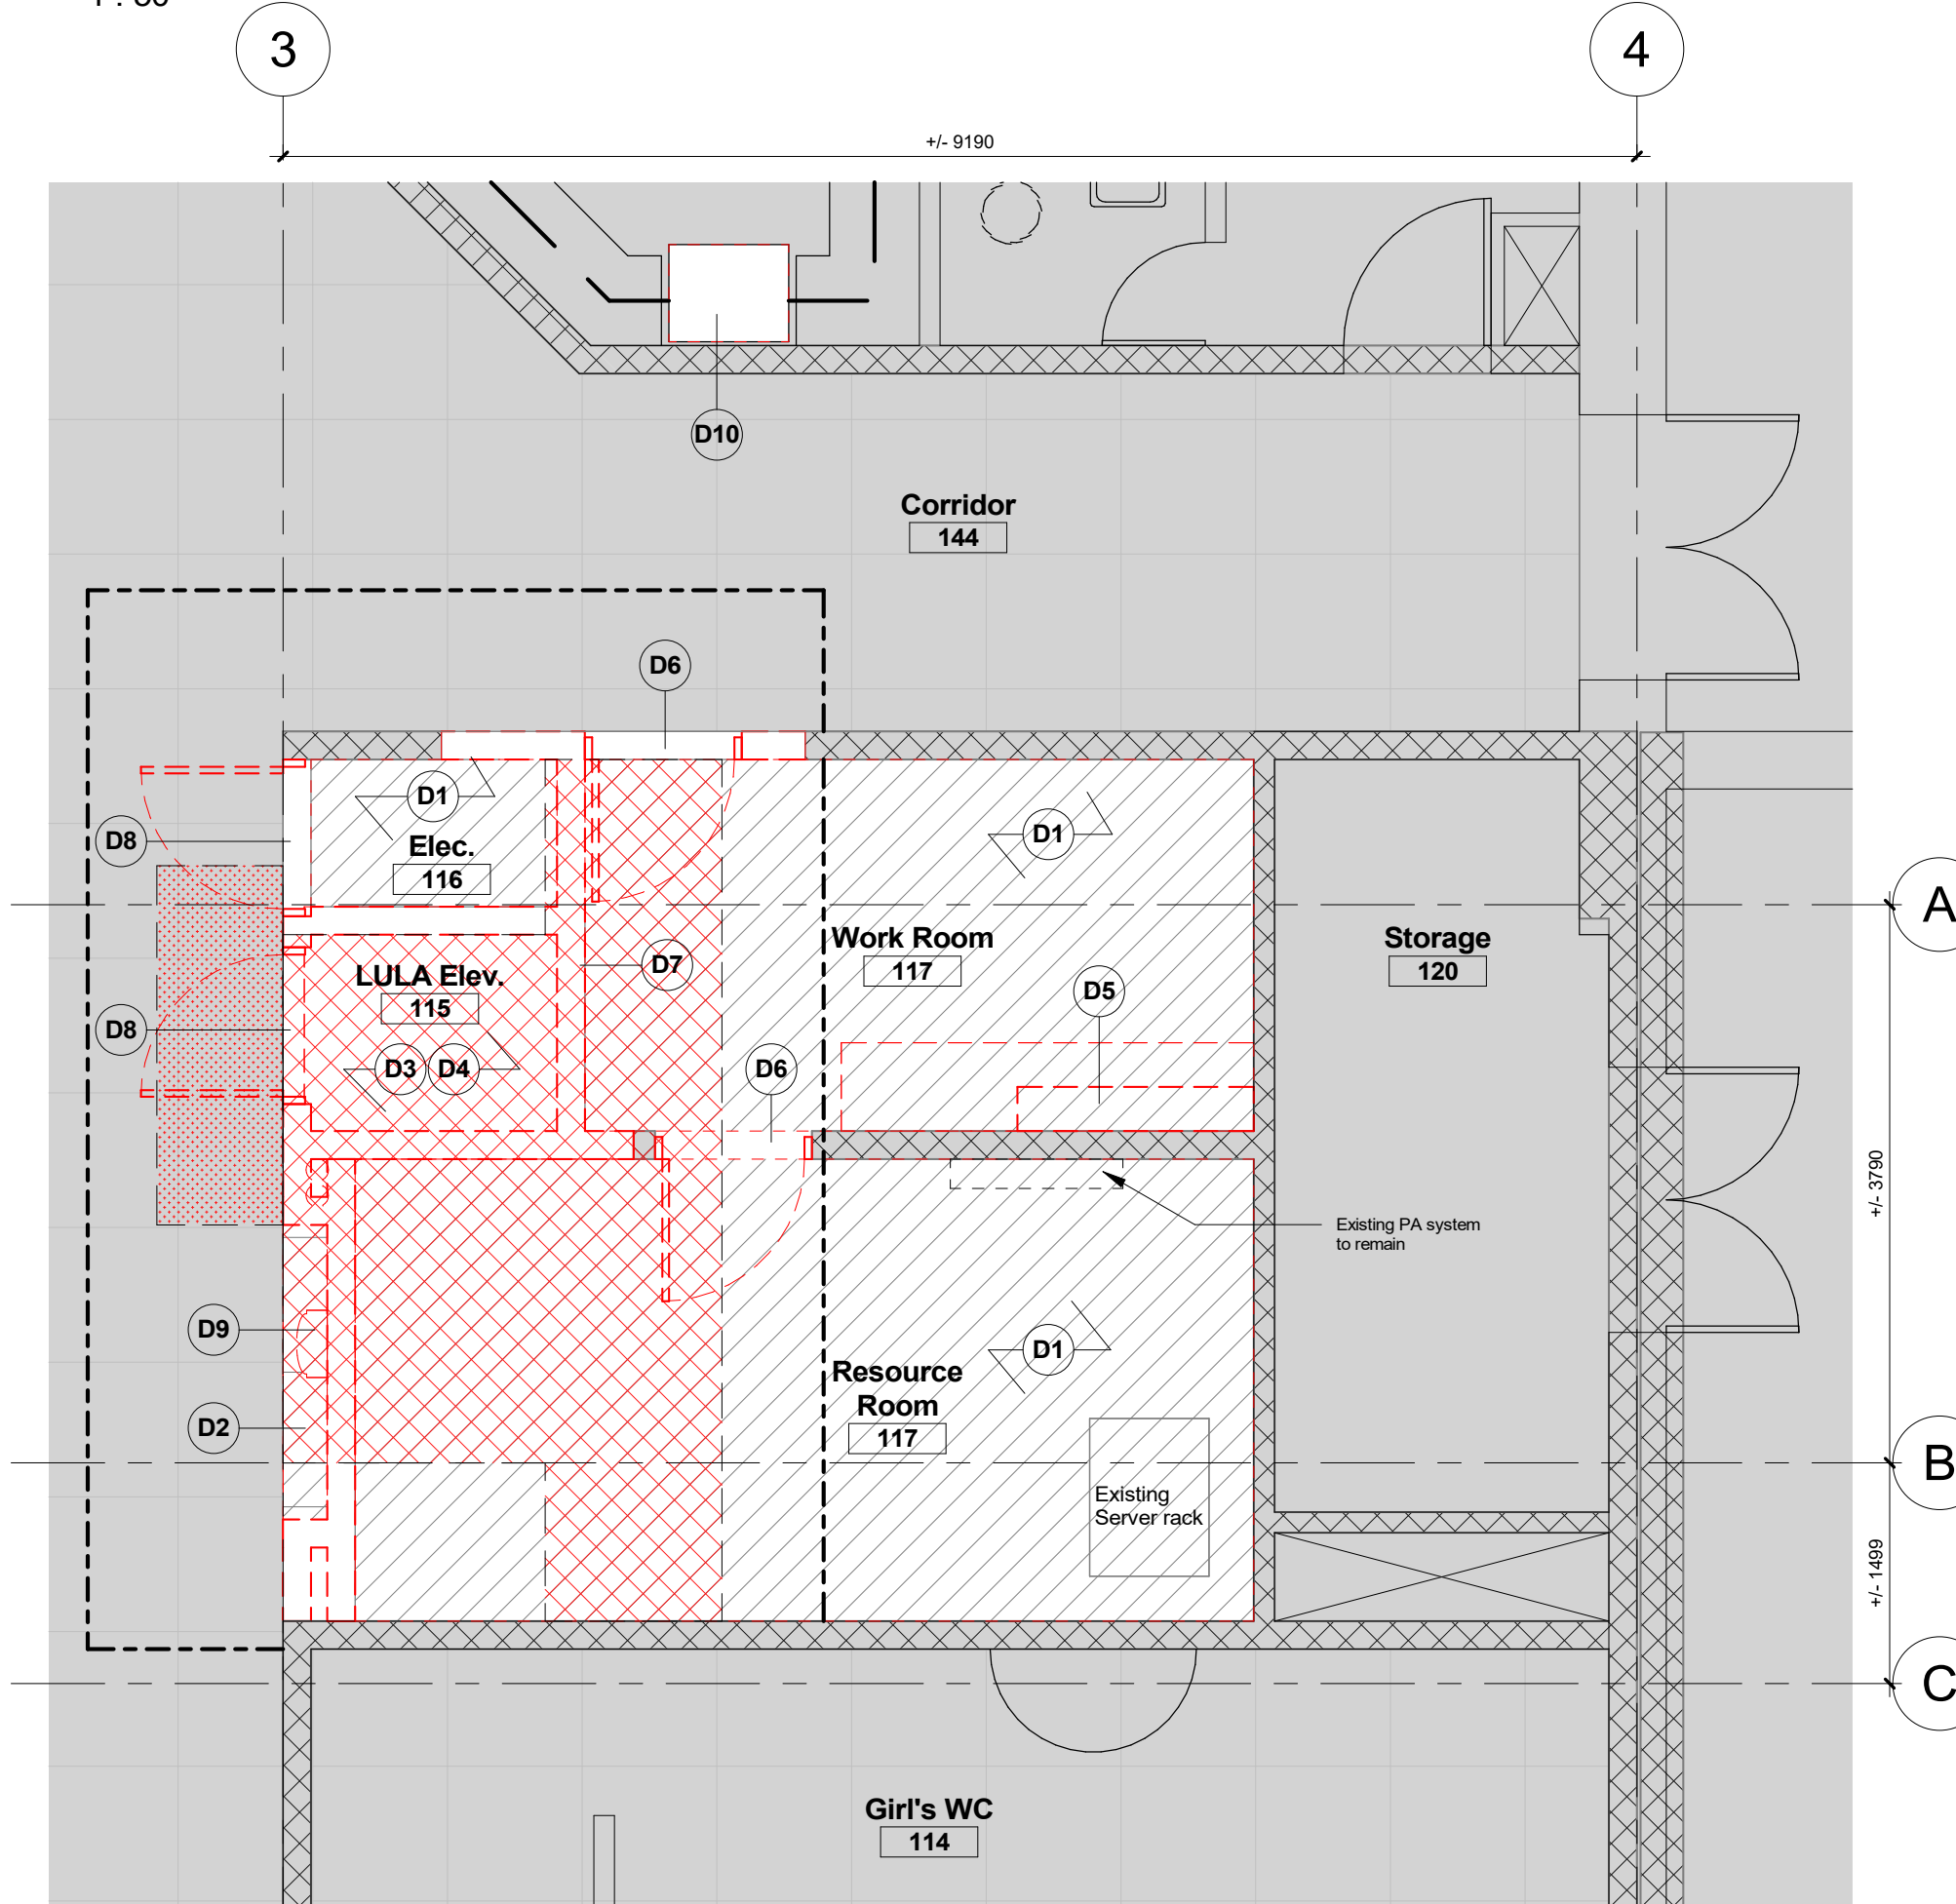 3
4
+/- 9190
D10
Corridor
144
D6
D1
D8
Elec.
116
D1
Work Room
117
Storage
120
A
D7
LULA Elev.
115
D5
D8
D3
D4
D6
+/- 3790
Existing PA system
to remain
D9
D1
Resource
Room
117
D2
B
Existing
Server rack
+/- 1499
C
Girl's WC
114